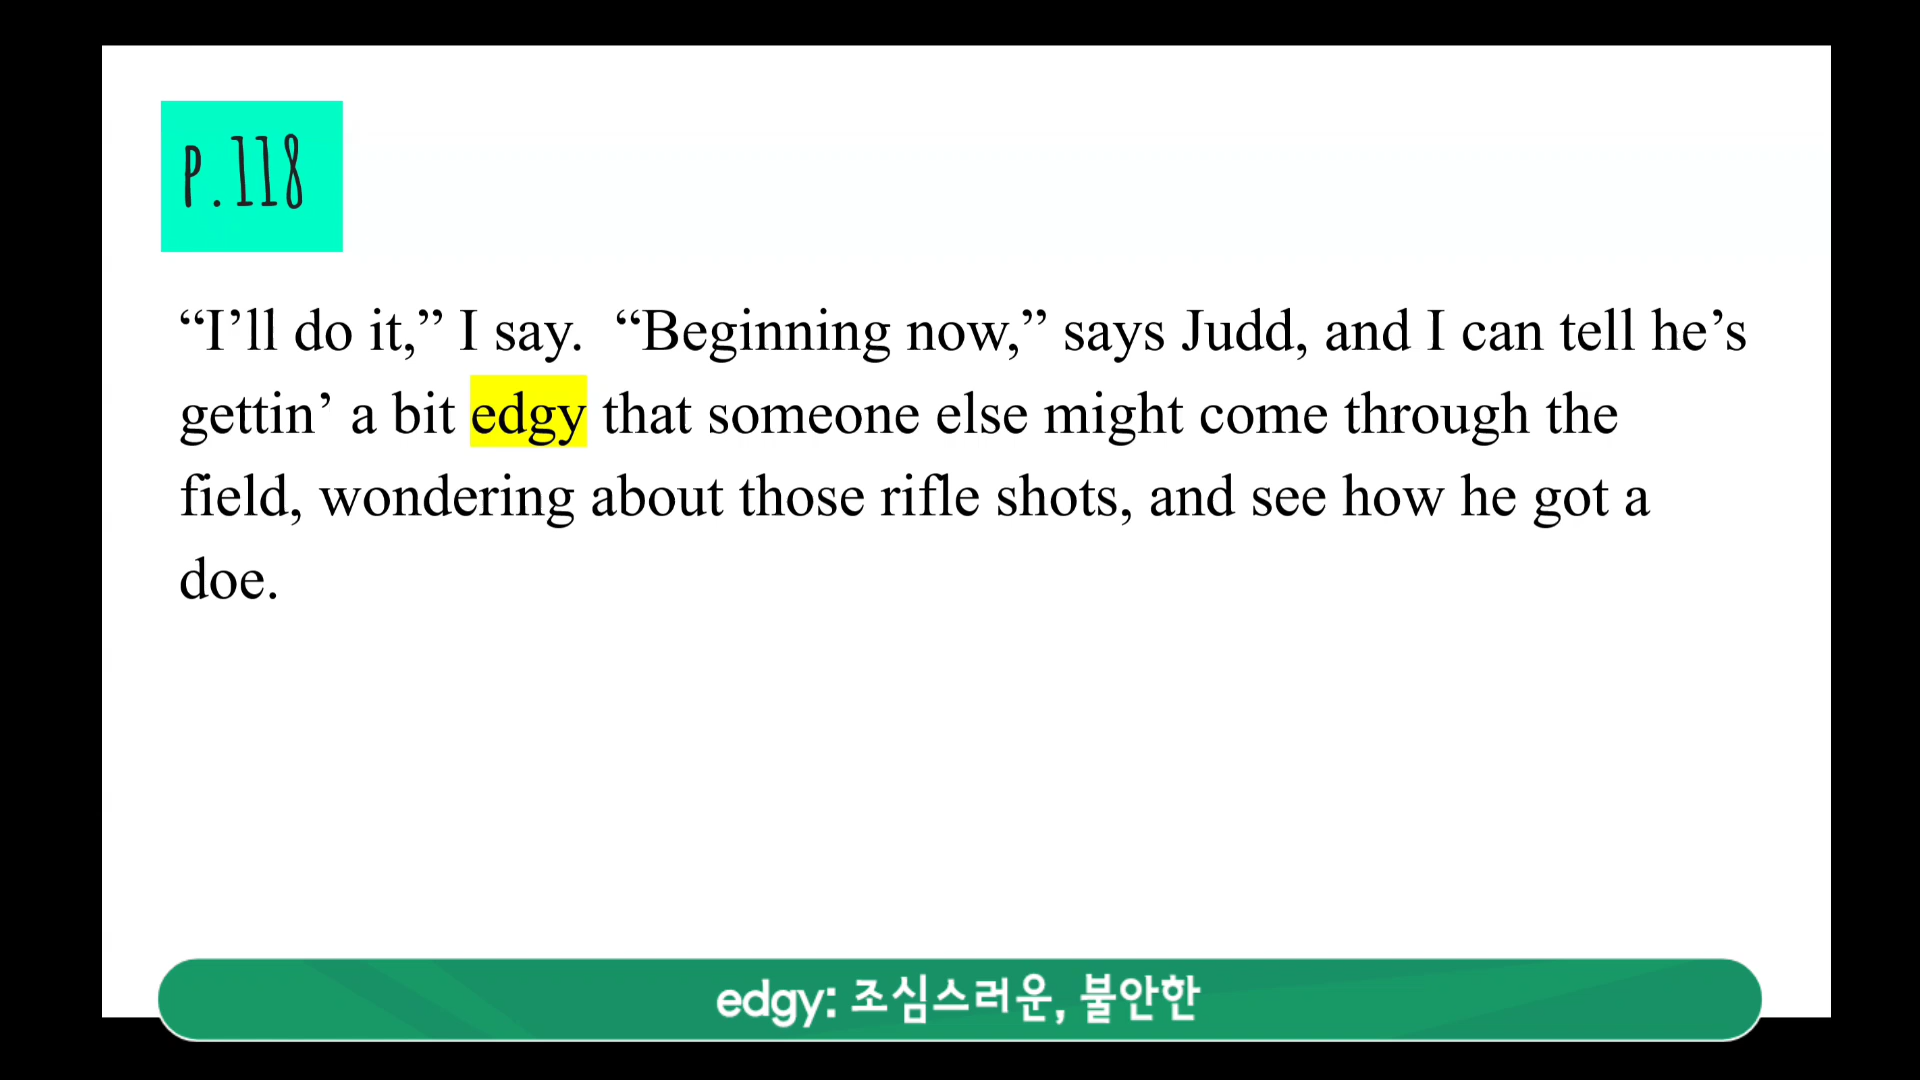 P.118
“I’ll do it,” I say.  “Beginning now,” says Judd, and I can tell he’s
gettin’ a bit edgy that someone else might come through the
field, wondering about those rifle shots, and see how he got a
doe.
edgy: 조심스러운, 불안한